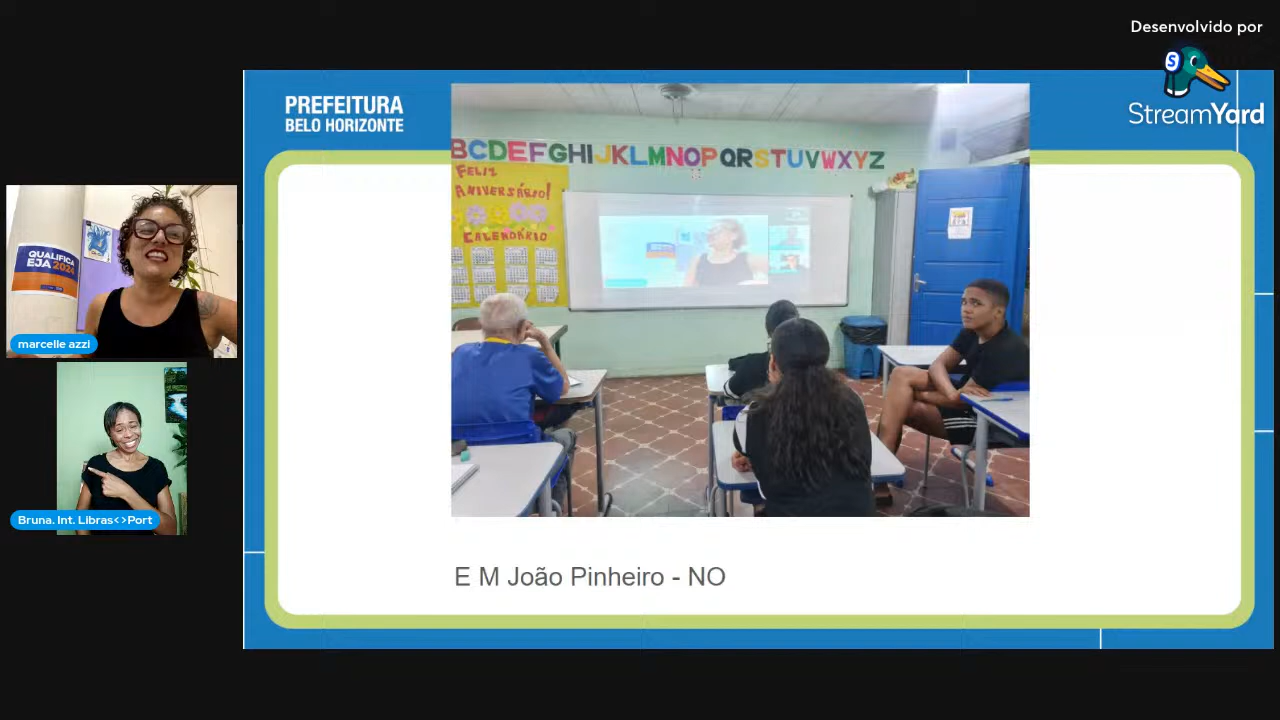 Desenvolvido por
StreamYard
PREFEITURA
BELO HORIZONTE
BCDEFGHIJKLMNOPQRSTUVWXYZ
FELIZ
ANIVERSÁRIO!
CALENDÁRIO
QUALIFICA
EJA 2024
marcelle azzi
Bruna. Int. Libras<>Port
E M João Pinheiro - NO